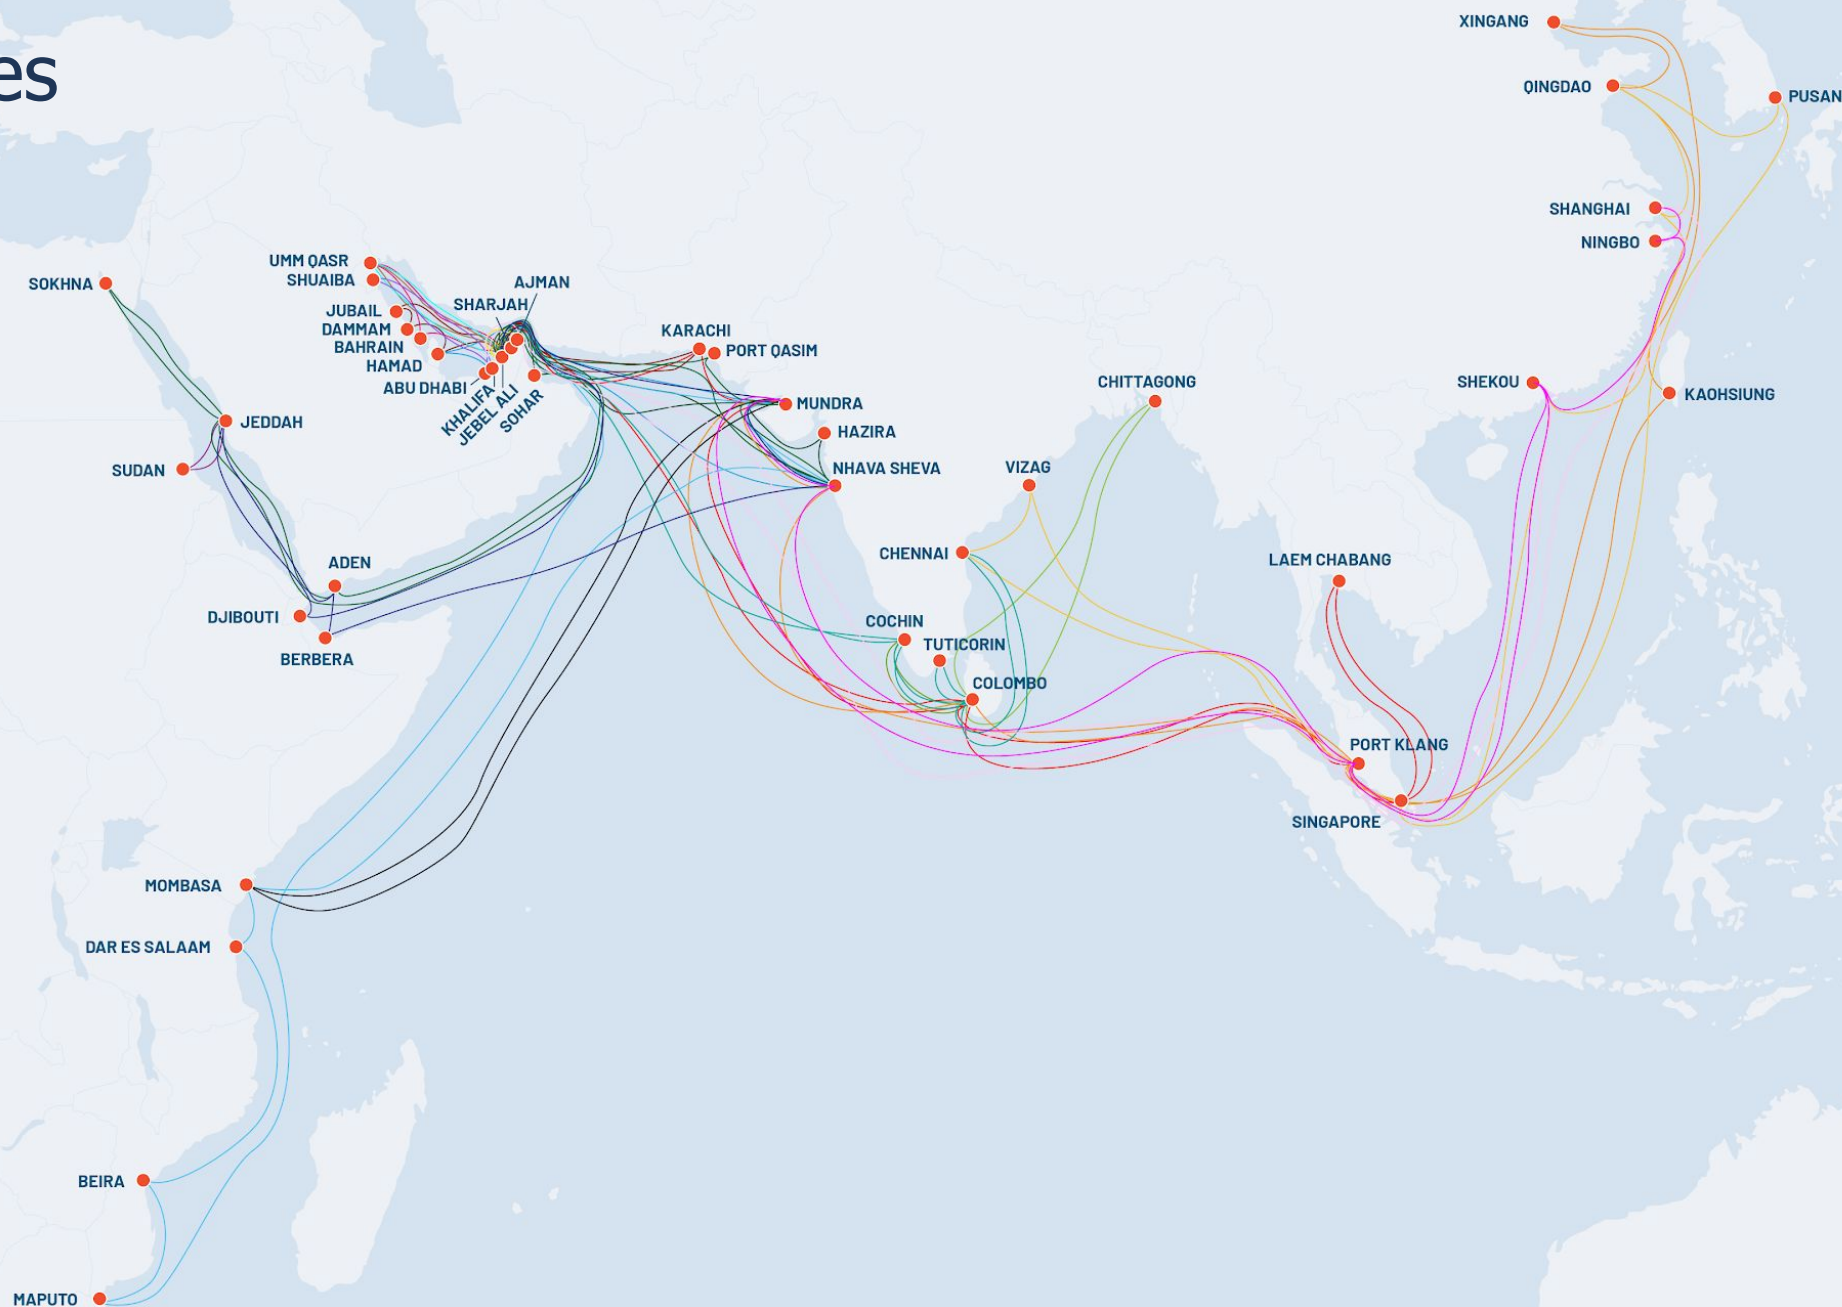 es
XINGANG
QINGDAO
PUSAN
SHANGHAI
NINGBO
UMM QASR
SHUAIBA
SOKHNA
AJMAN
SHARJAH
JUBAIL
DAMMAM
BAHRAIN
HAMAD
ABU DHABI
KHALIFA
JEBEL ALI
SOHAR
KARACHI
PORT QASIM
CHITTAGONG
SHEKOU
KAOHSIUNG
MUNDRA
JEDDAH
HAZIRA
SUDAN
NHAVA SHEVA
VIZAG
CHENNAI
LAEM CHABANG
ADEN
DJIBOUTI
BERBERA
COCHIN
TUTICORIN
COLOMBO
PORT KLANG
SINGAPORE
MOMBASA
DAR ES SALAAM
BEIRA
MAPUTO